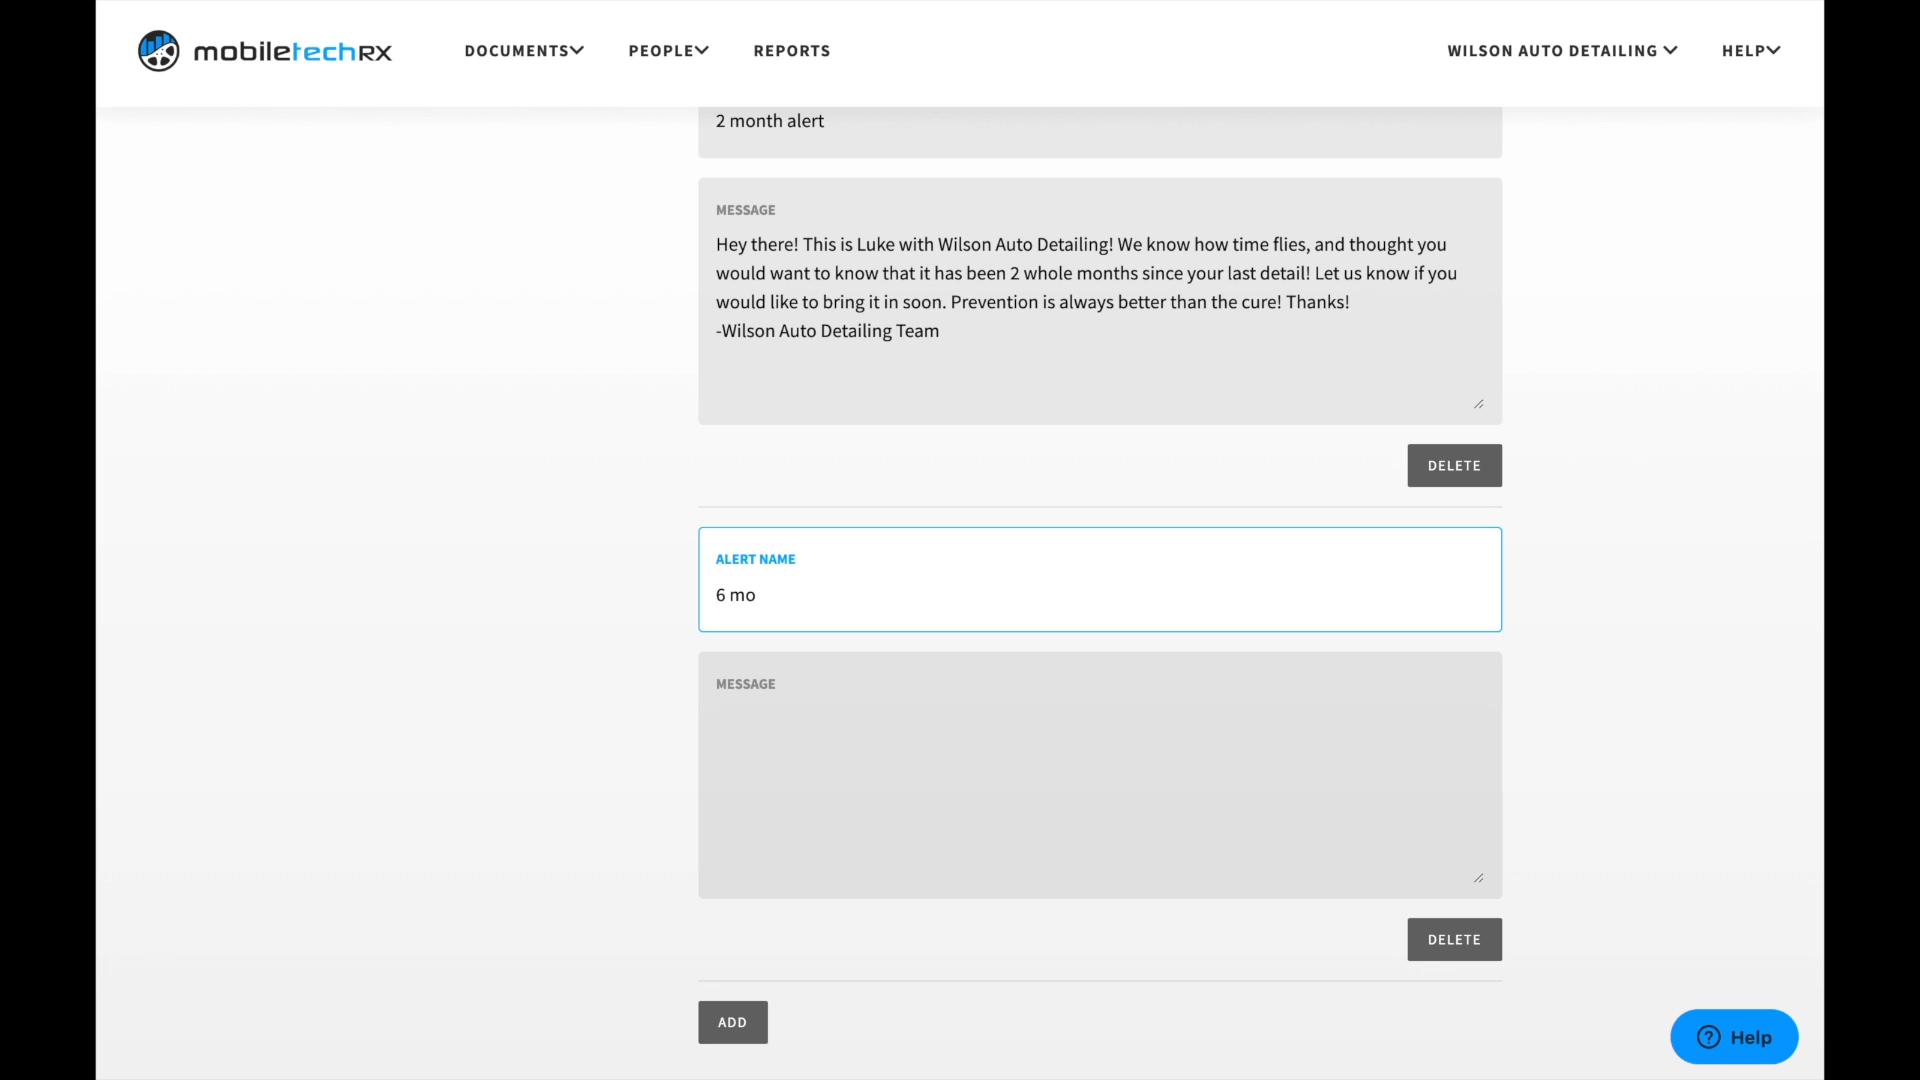 mobiletechRX
DOCUMENTS
PEOPLE
REPORTS
WILSON AUTO DETAILING
HELP
2 month alert
MESSAGE
Hey there! This is Luke with Wilson Auto Detailing! We know how time flies, and thought you
would want to know that it has been 2 whole months since your last detail! Let us know if you
would like to bring it in soon. Prevention is always better than the cure! Thanks!
-Wilson Auto Detailing Team
DELETE
ALERT NAME
6 mo
MESSAGE
DELETE
ADD
? Help